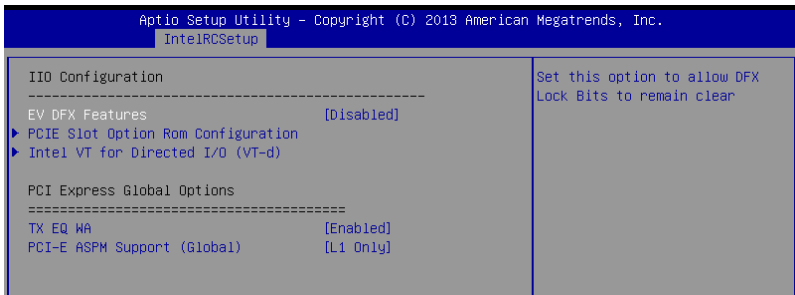 Aptio Setup Utility – Copyright (C) 2013 American Megatrends, Inc.
IntelRCSetup
IIO Configuration
--------------------------------------------------
EV DFX Features [Disabled]
PCIE Slot Option Rom Configuration
Intel VT for Directed I/O (VT-d)
PCI Express Global Options
========================================
TX EQ WA [Enabled]
PCI-E ASPM Support (Global) [L1 Only]
Set this option to allow DFX
Lock Bits to remain clear